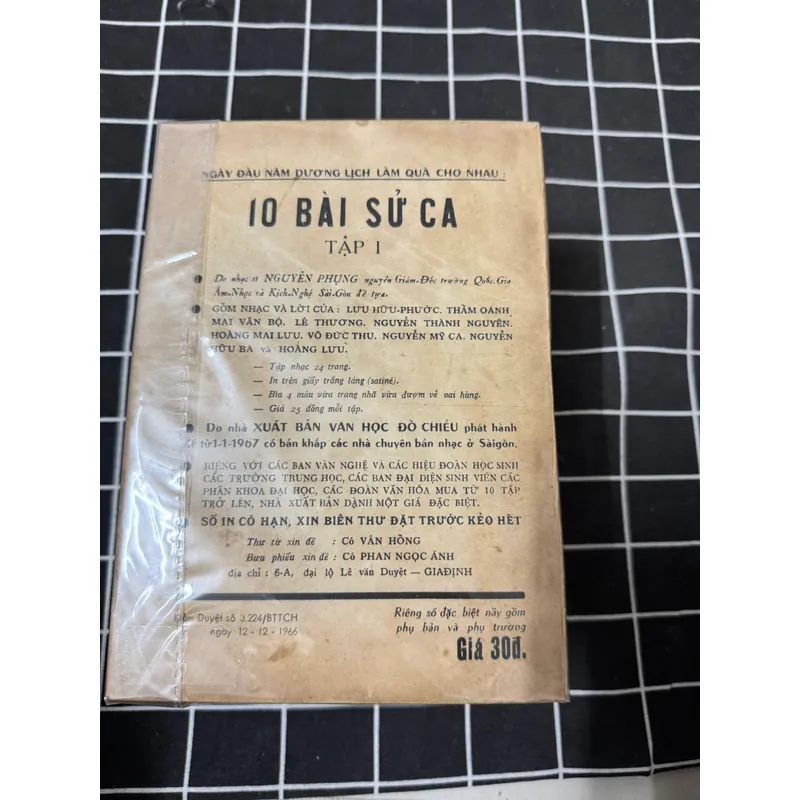 NGÀY ĐẦU NĂM DƯƠNG LỊCH LÀM QUÀ CHO NHAU :
10 BÀI SỬ CA
TẬP I
Do nhạc sĩ NGUYỄN PHỤNG nguyên Giám-Đốc trường Quốc-Gia
Âm-Nhạc và Kịch-Nghệ Sài-Gòn đề tựa.
GỒM NHẠC VÀ LỜI CỦA : LƯU HỮU-PHƯỚC. THẨM OÁNH
MAI VĂN BỘ. LÊ THƯƠNG. NGUYỄN THÀNH NGUYÊN.
HOÀNG MAI LƯU. VÕ ĐỨC THU. NGUYỄN MỸ CA. NGUYỄN
HỮU BA và HOÀNG LƯU.
— Tập nhạc 24 trang.
— In trên giấy trắng láng (satiné).
— Bìa 4 màu vừa trang nhã vừa đượm vẻ oai hùng.
— Giá 25 đồng mỗi tập.
Do nhà XUẤT BẢN VĂN HỌC ĐỒ CHIỂU phát hành
kể từ 1-1-1967 có bán khắp các nhà chuyên bán nhạc ở Sàigòn.
RIÊNG VỚI CÁC BAN VĂN NGHỆ VÀ CÁC HIỆU ĐOÀN HỌC SINH
CÁC TRƯỜNG TRUNG HỌC, CÁC BAN ĐẠI DIỆN SINH VIÊN CÁC
PHÂN KHOA ĐẠI HỌC, CÁC ĐOÀN VĂN HÓA MUA TỪ 10 TẬP
TRỞ LÊN, NHÀ XUẤT BẢN DÀNH MỘT GIÁ ĐẶC BIỆT.
SỐ IN CÓ HẠN, XIN BIÊN THƯ ĐẶT TRƯỚC KẺO HẾT
Thư từ xin đề : Cô VÂN HỒNG
Bưu phiếu xin đề : Cô PHAN NGỌC ÁNH
địa chỉ : 6-A, đại lộ Lê văn Duyệt — GIAĐỊNH
Kiểm Duyệt số 3.224/BTTCH
ngày 12 - 12 - 1966
Riêng số đặc biệt này gồm
phụ bản và phụ trương
Giá 30đ.